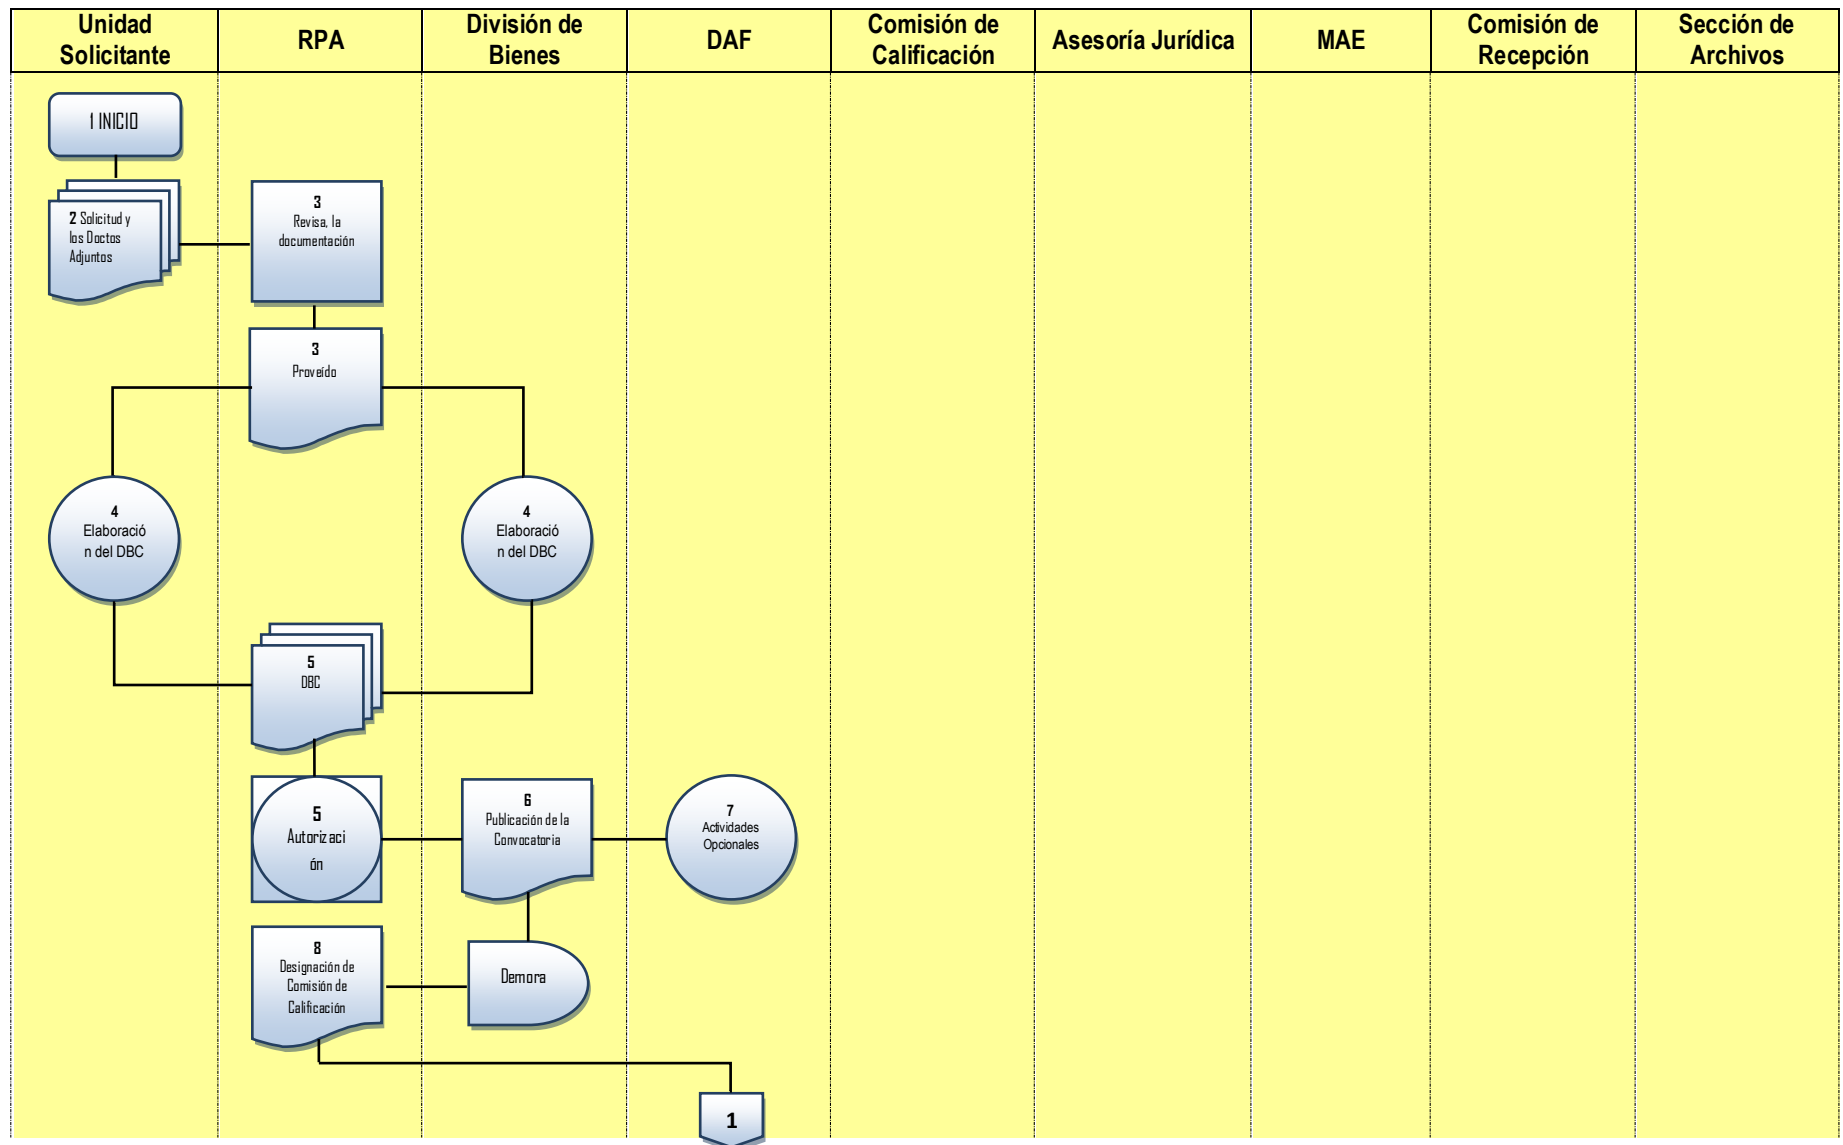 Unidad
Solicitante
RPA
División de
Bienes
DAF
Comisión de
Calificación
Asesoría Jurídica
MAE
Comisión de
Recepción
Sección de
Archivos
1 INICIO
2 Solicitud y
los Doctos
Adjuntos
3
Revisa, la
documentación
3
Proveído
4
Elaboració
n del DBC
4
Elaboració
n del DBC
5
DBC
5
Autorizaci
ón
6
Publicación de la
Convocatoria
7
Actividades
Opcionales
8
Designación de
Comisión de
Calificación
Demora
1